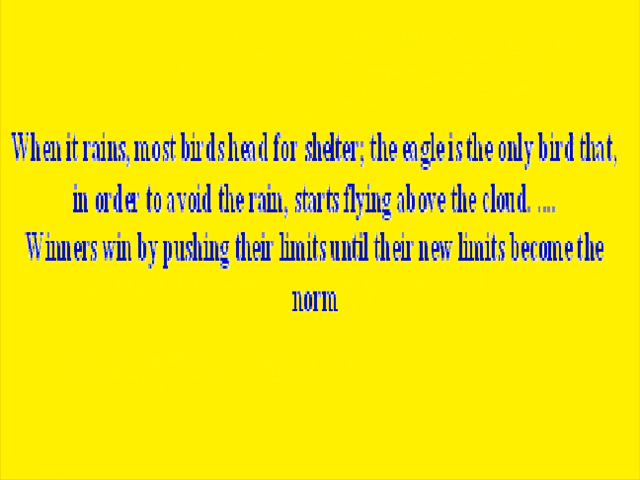 When it rains, most birds head for shelter; the eagle is the only bird that,
in order to avoid the rain, starts flying above the cloud. ....
Winners win by pushing their limits until their new limits become the
norm